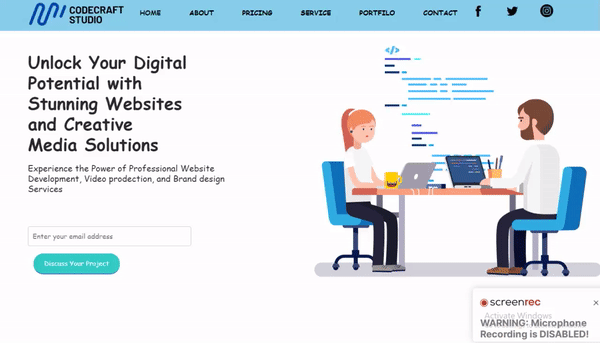 CODECRAFT
STUDIO
HOME ABOUT PRICING SERVICE PORTFILO CONTACT
Unlock Your Digital
Potential with
Stunning Websites
and Creative
Media Solutions
Experience the Power of Professional Website
Development, Video prodection, and Brand design
Services
Enter your email address
Discuss Your Project
</>
screenrec
Activate Windows
WARNING: Microphone
Recording is DISABLED!